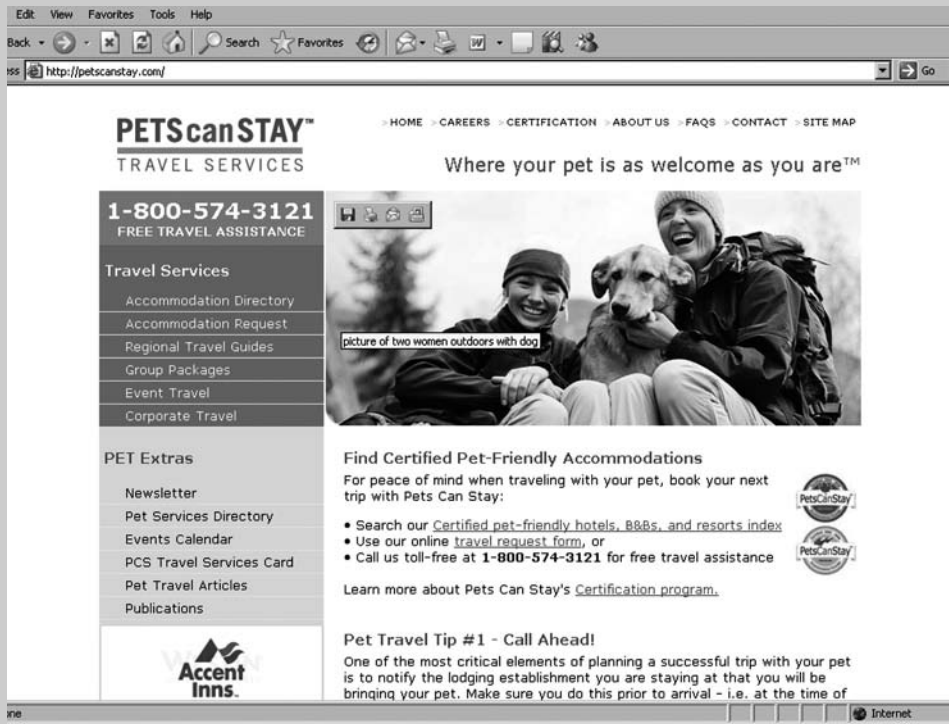 Edit View Favorites Tools Help
Back Search Favorites
ess http://petscanstay.com/ Go
PETScanSTAY™
TRAVEL SERVICES
> HOME > CAREERS > CERTIFICATION > ABOUT US > FAQS > CONTACT > SITE MAP
Where your pet is as welcome as you are™
1-800-574-3121
FREE TRAVEL ASSISTANCE
Travel Services
Accommodation Directory
Accommodation Request
Regional Travel Guides
Group Packages
Event Travel
Corporate Travel
picture of two women outdoors with dog
PET Extras
Newsletter
Pet Services Directory
Events Calendar
PCS Travel Services Card
Pet Travel Articles
Publications
Accent
Inns
Find Certified Pet-Friendly Accommodations
For peace of mind when traveling with your pet, book your next
trip with Pets Can Stay:
• Search our Certified pet-friendly hotels, B&Bs, and resorts index
• Use our online travel request form, or
• Call us toll-free at 1-800-574-3121 for free travel assistance
Learn more about Pets Can Stay's Certification program.
PetsCanStay
PetsCanStay
Pet Travel Tip #1 - Call Ahead!
One of the most critical elements of planning a successful trip with your pet
is to notify the lodging establishment you are staying at that you will be
bringing your pet. Make sure you do this prior to arrival - i.e. at the time of
one Internet